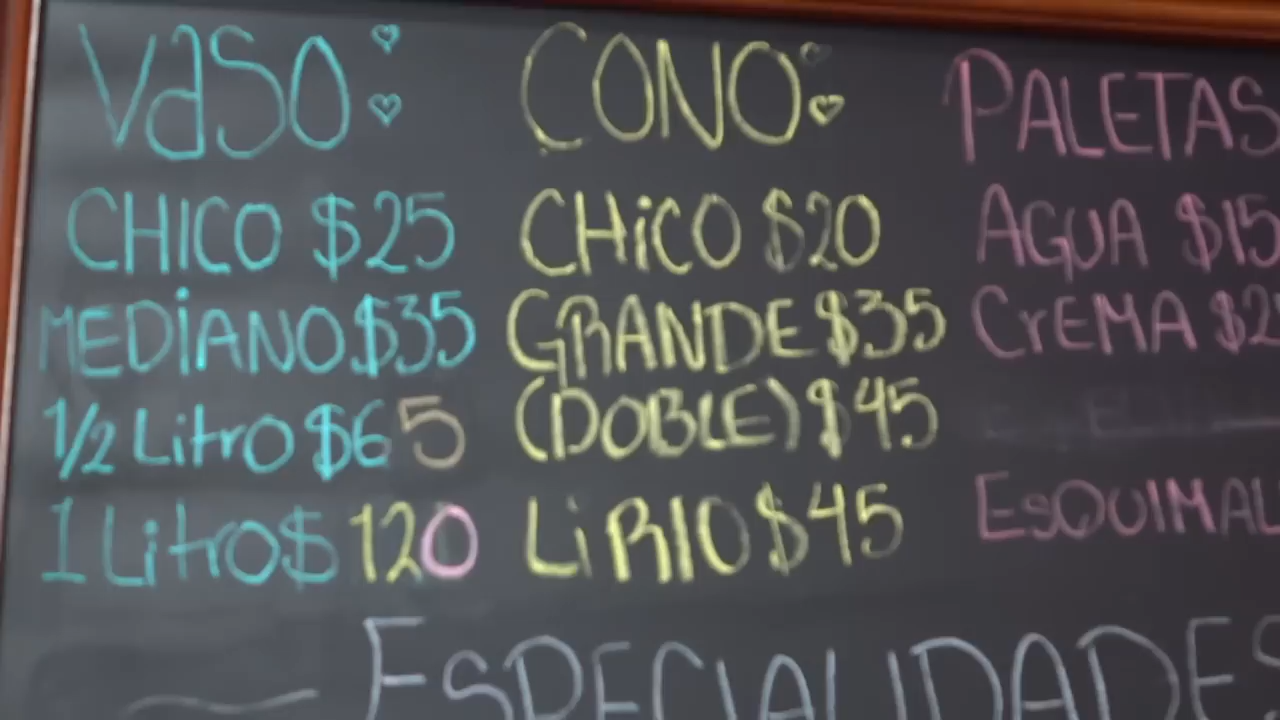 VASO:
CHICO $25
MEDIANO $35
1/2 Litro $65
1 Litro $120
CONO:
CHiCO $20
GRANDE $35
(DOBLE) $45
LiRIO $45
PALETAS
AGUA $15
CrEMA
EsQUIMAL
ESPECIALIDADES